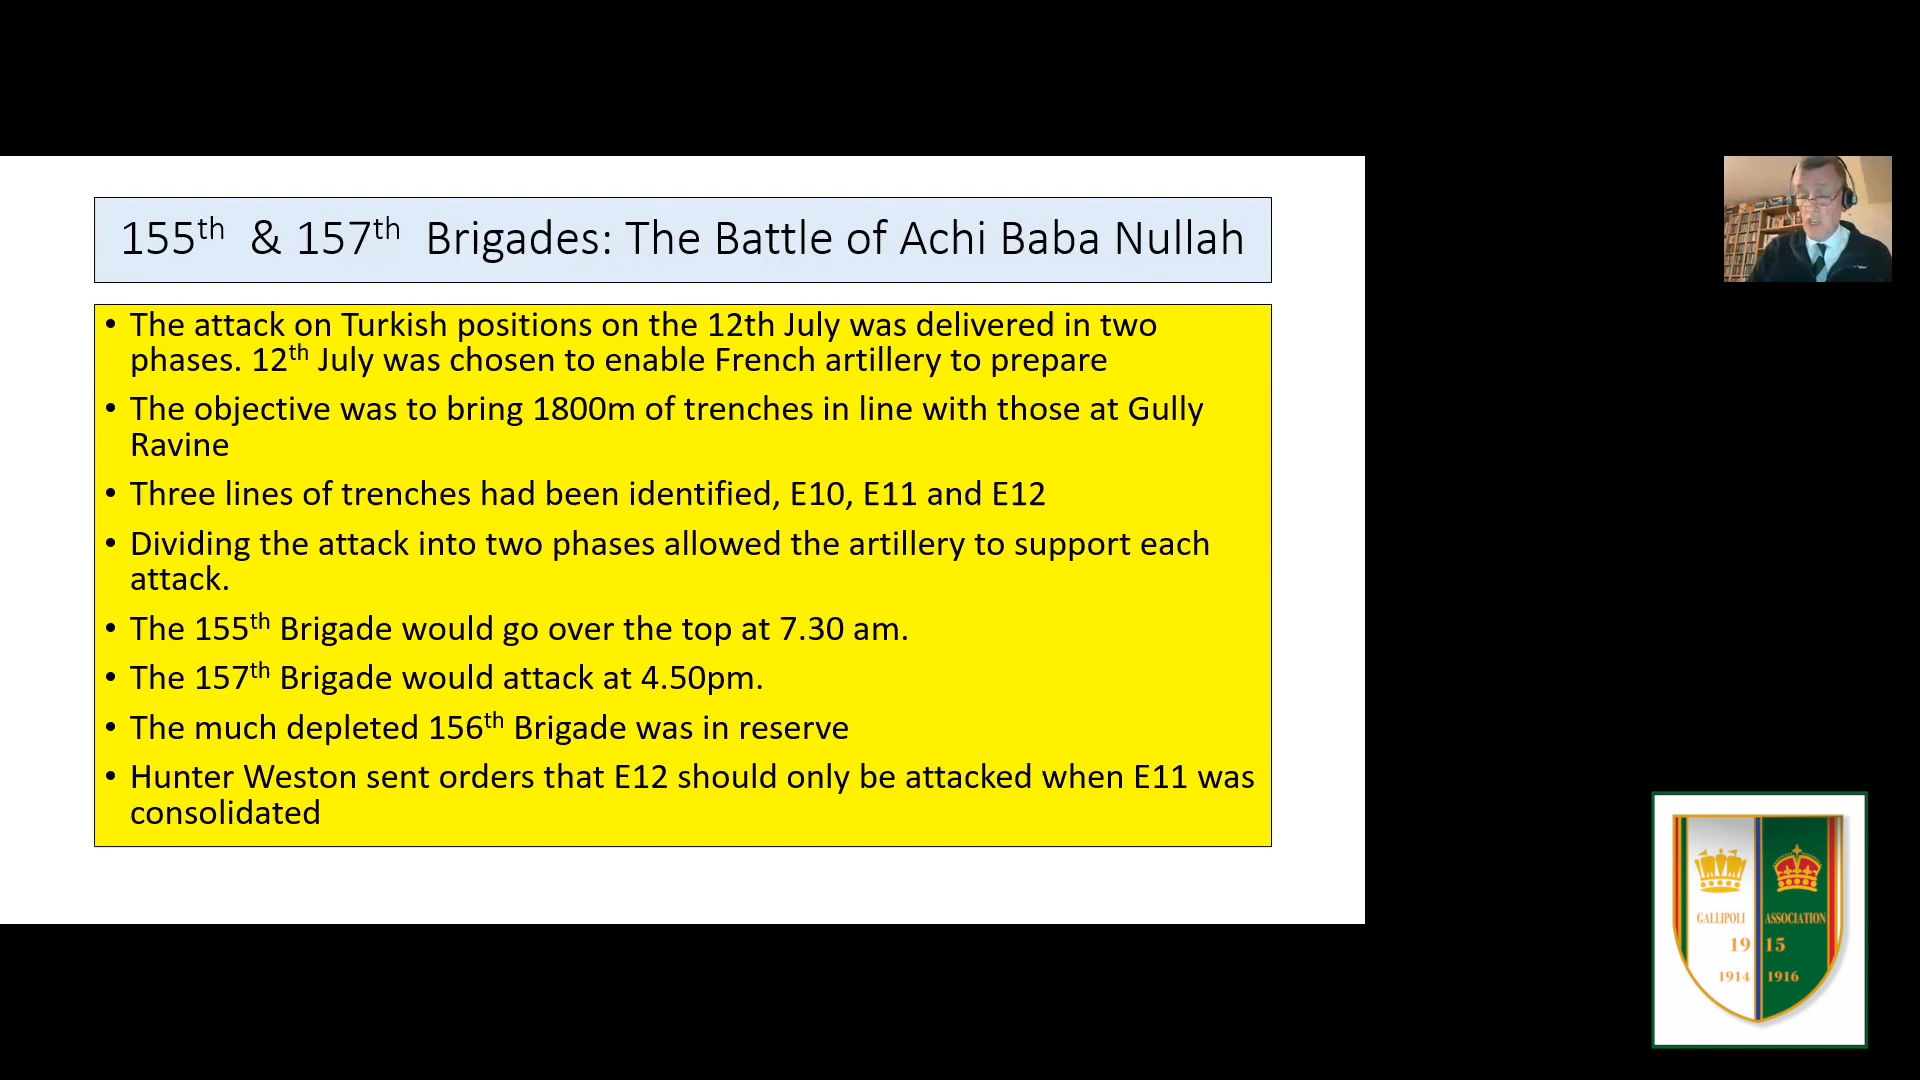 155th & 157th Brigades: The Battle of Achi Baba Nullah
• The attack on Turkish positions on the 12th July was delivered in two
phases. 12th July was chosen to enable French artillery to prepare
• The objective was to bring 1800m of trenches in line with those at Gully
Ravine
• Three lines of trenches had been identified, E10, E11 and E12
• Dividing the attack into two phases allowed the artillery to support each
attack.
• The 155th Brigade would go over the top at 7.30 am.
• The 157th Brigade would attack at 4.50pm.
• The much depleted 156th Brigade was in reserve
• Hunter Weston sent orders that E12 should only be attacked when E11 was
consolidated
GALLIPOLI ASSOCIATION
19 15
1914 1916